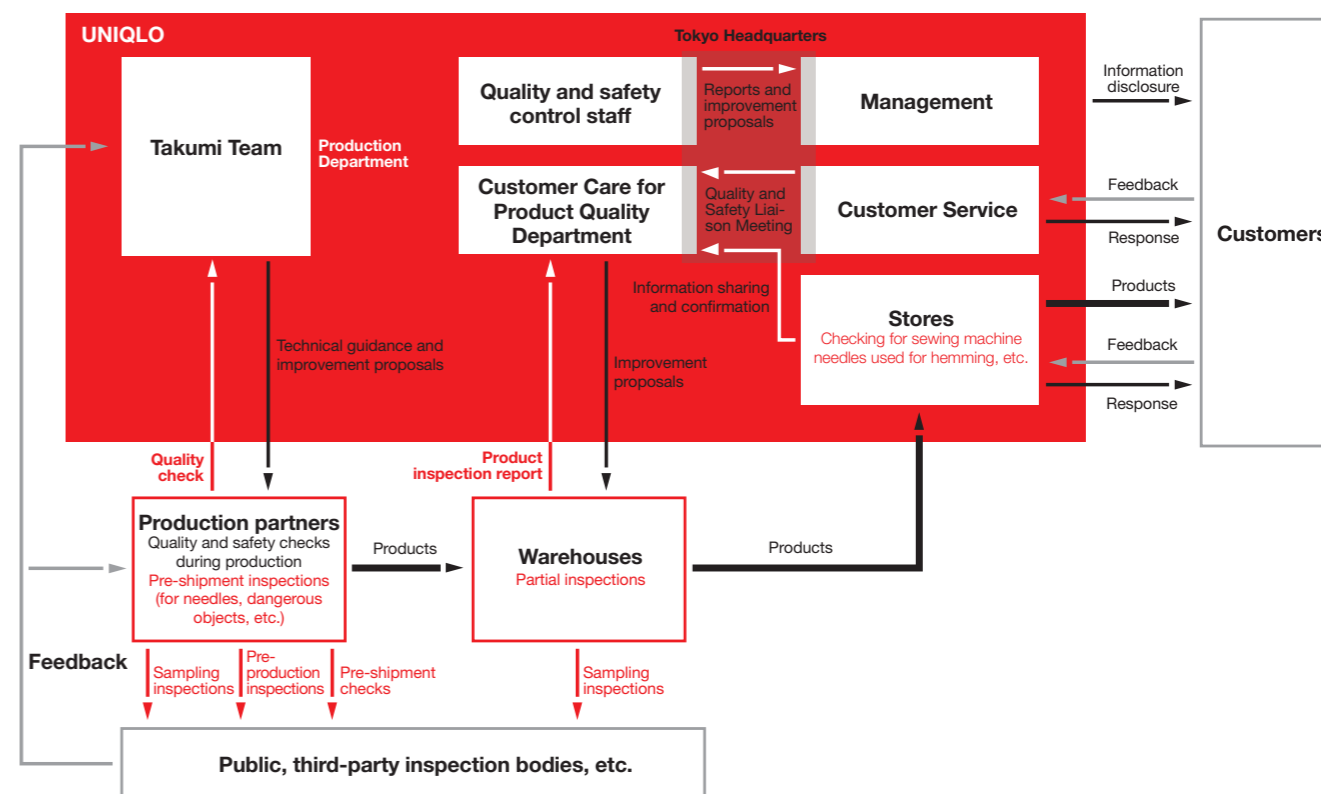 UNIQLO
Tokyo Headquarters
Takumi Team
Production
Department
Quality and safety
control staff
Reports and
improvement
proposals
Management
Information
disclosure
Customer Care for
Product Quality
Department
Quality and
Safety Liai-
son Meeting
Customer Service
Feedback
Response
Customers
Information sharing
and confirmation
Stores
Checking for sewing machine
needles used for hemming, etc.
Products
Feedback
Response
Technical guidance and
improvement proposals
Improvement
proposals
Quality
check
Product
inspection report
Production partners
Quality and safety checks
during production
Pre-shipment inspections
(for needles, dangerous
objects, etc.)
Products
Warehouses
Partial inspections
Products
Feedback
Sampling
inspections
Pre-
production
inspections
Pre-shipment
checks
Sampling
inspections
Public, third-party inspection bodies, etc.